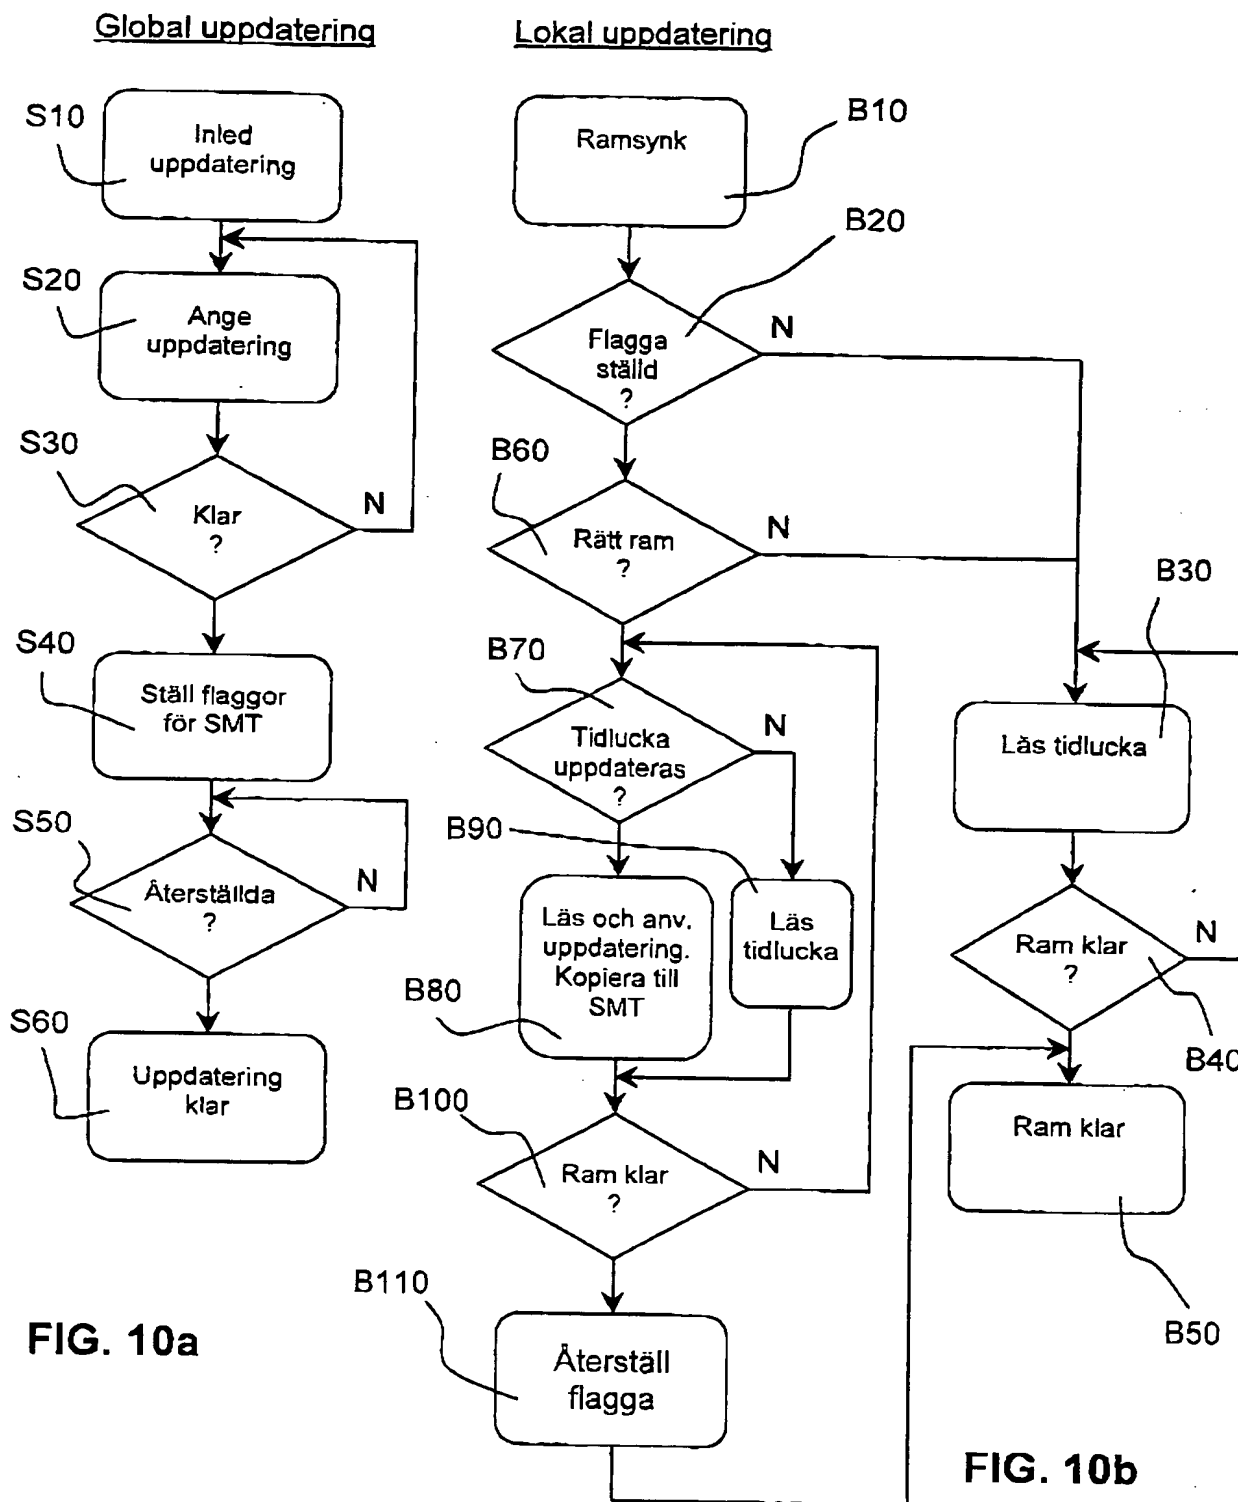 Global uppdatering
S10
Inled
uppdatering
S20
Ange
uppdatering
S30
Klar
?
N
S40
Ställ flaggor
för SMT
S50
Återställda
?
N
S60
Uppdatering
klar
FIG. 10a
Lokal uppdatering
B10
Ramsynk
B20
Flagga
ställd
?
N
B60
Rätt ram
?
N
B70
Tidlucka
uppdateras
?
N
B90
Läs
tidlucka
B80
Läs och anv.
uppdatering.
Kopiera till
SMT
B100
Ram klar
?
N
B110
Återställ
flagga
B30
Läs tidlucka
Ram klar
?
N
B40
Ram klar
B50
FIG. 10b